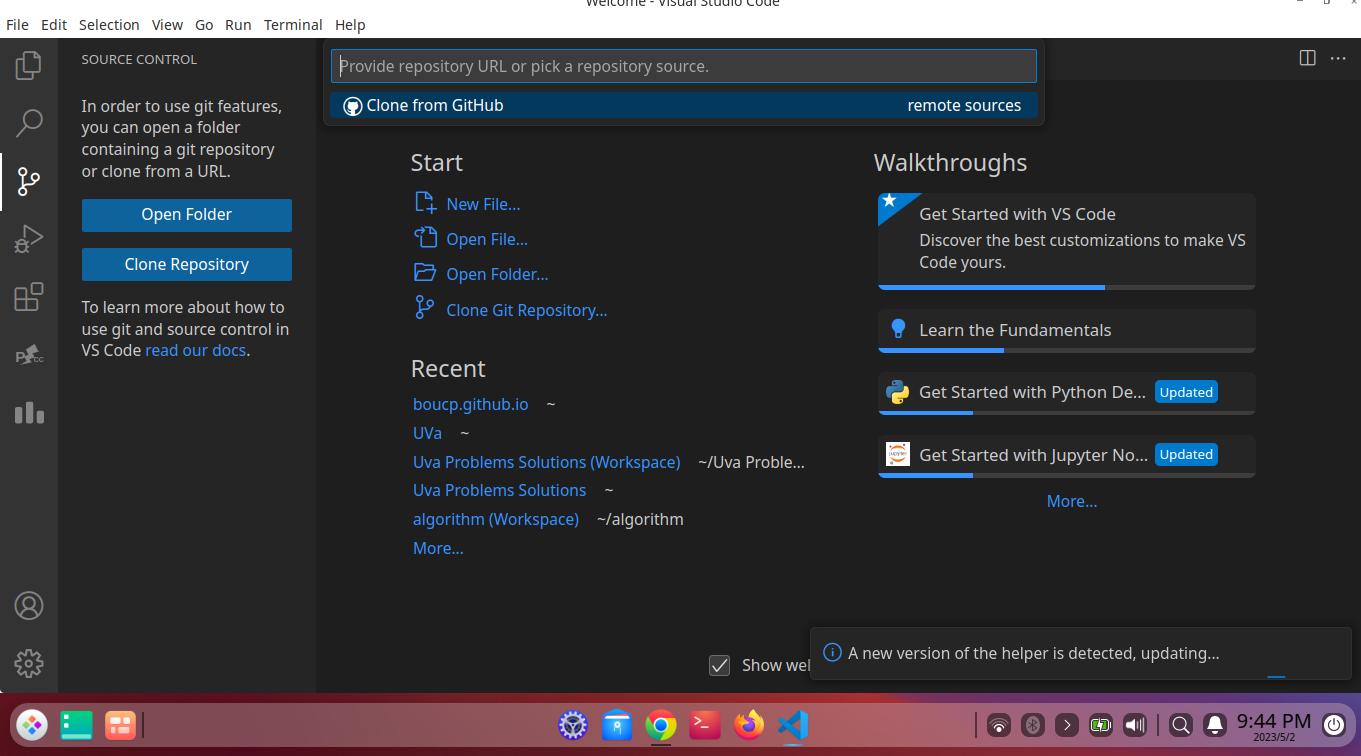 Welcome - Visual Studio Code
File Edit Selection View Go Run Terminal Help
SOURCE CONTROL
Provide repository URL or pick a repository source.
Clone from GitHub remote sources
In order to use git features,
you can open a folder
containing a git repository
or clone from a URL.
Open Folder
Clone Repository
To learn more about how to
use git and source control in
VS Code read our docs.
Start
New File...
Open File...
Open Folder...
Clone Git Repository...
Recent
boucp.github.io ~
UVa ~
Uva Problems Solutions (Workspace) ~/Uva Proble...
Uva Problems Solutions ~
algorithm (Workspace) ~/algorithm
More...
Walkthroughs
Get Started with VS Code
Discover the best customizations to make VS
Code yours.
Learn the Fundamentals
Get Started with Python De... Updated
jupyter
Get Started with Jupyter No... Updated
More...
Show wel
A new version of the helper is detected, updating...
9:44 PM
2023/5/2